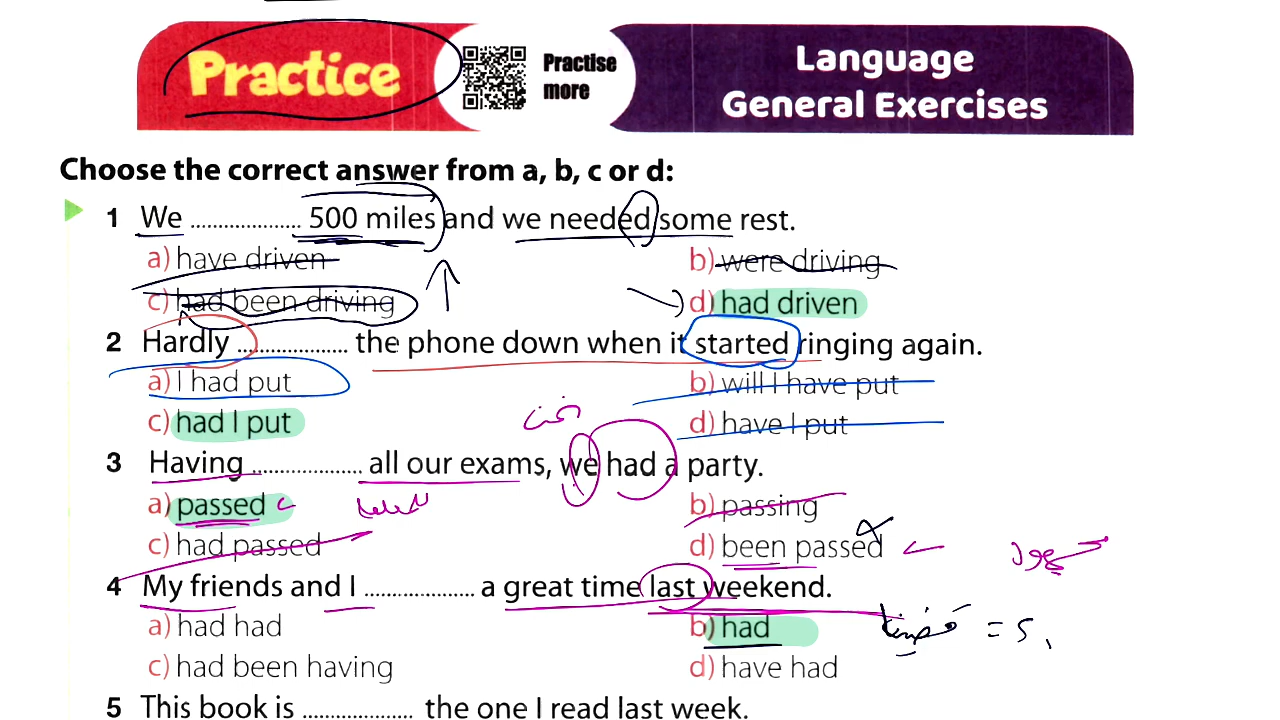 Practice
Practise
more
Language
General Exercises
Choose the correct answer from a, b, c or d:
1 We .................... 500 miles and we needed some rest.
a) have driven b) were driving
c) had been driving d) had driven
2 Hardly .................... the phone down when it started ringing again.
a) I had put b) will I have put
c) had I put d) have I put
3 Having .................... all our exams, we had a party.
a) passed b) passing
c) had passed d) been passed
4 My friends and I .................... a great time last weekend.
a) had had b) had
c) had been having d) have had
5 This book is .................... the one I read last week.